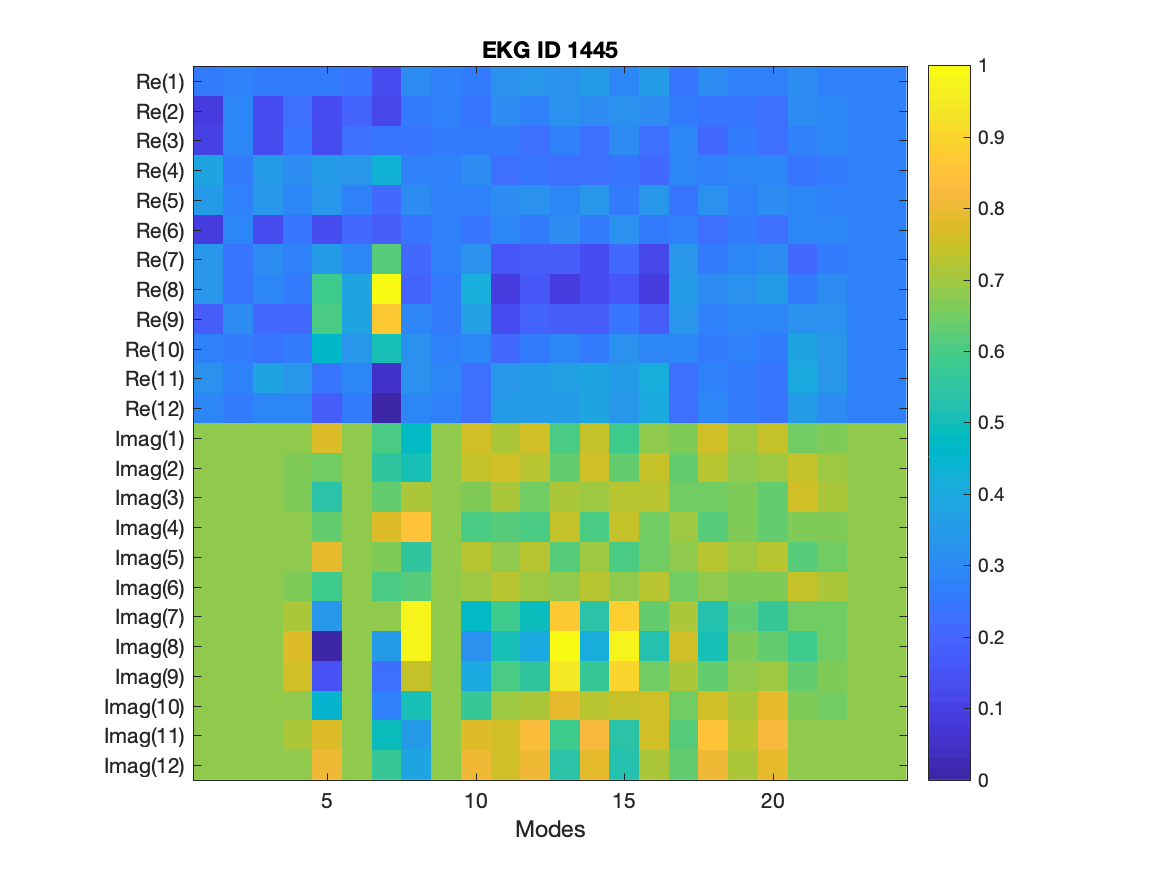 EKG ID 1445
Re(1)
Re(2)
Re(3)
Re(4)
Re(5)
Re(6)
Re(7)
Re(8)
Re(9)
Re(10)
Re(11)
Re(12)
Imag(1)
Imag(2)
Imag(3)
Imag(4)
Imag(5)
Imag(6)
Imag(7)
Imag(8)
Imag(9)
Imag(10)
Imag(11)
Imag(12)
5 10 15 20
Modes
1
0.9
0.8
0.7
0.6
0.5
0.4
0.3
0.2
0.1
0